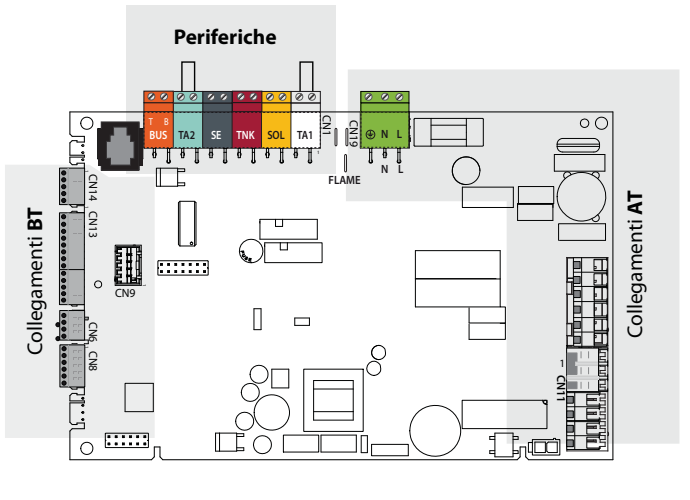 Periferiche
T B
BUS TA2 SE TNK SOL TA1
CN1
CN19
N L
N L
FLAME
Collegamenti BT
CN14
CN13
CN9
CN6
CN8
Collegamenti AT
1
CN11